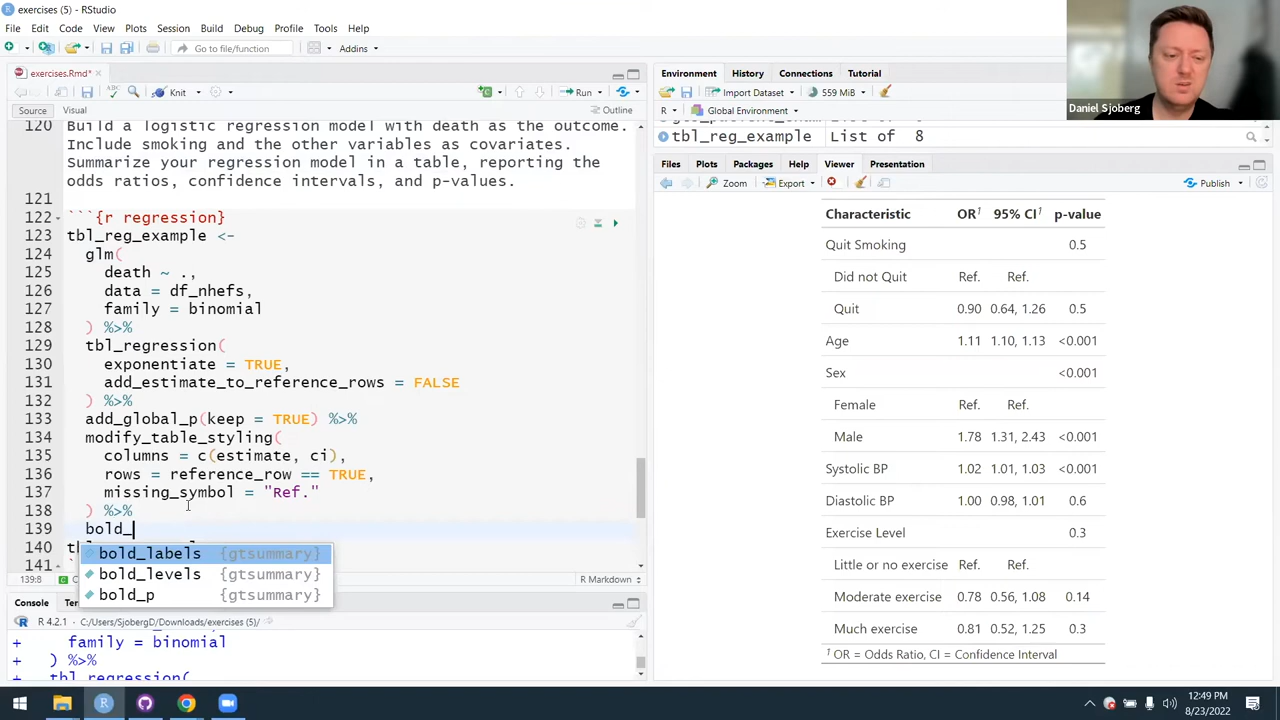 exercises () - RStudio
File Edit Code View Plots Session Build Debug Profile Tools Help
Go to file/function Addins
exercises.Rmd*
Knit Run
Source Visual Outline
120 Build a logistic regression model with death as the outcome.
Include smoking and the other variables as covariates.
Summarize your regression model in a table, reporting the
odds ratios, confidence intervals, and p-values.
121
122 ```{r regression}
123 tbl_reg_example <-
124 glm(
125 death ~ .,
126 data = df_nhefs,
127 family = binomial
128 ) %>%
129 tbl_regression(
130 exponentiate = TRUE,
131 add_estimate_to_reference_rows = FALSE
132 ) %>%
133 add_global_p(keep = TRUE) %>%
134 modify_table_styling(
135 columns = c(estimate, ci),
136 rows = reference_row == TRUE,
137 missing_symbol = "Ref."
138 ) %>%
139 bold_
140
bold_labels {gtsummary}
bold_levels {gtsummary}
bold_p {gtsummary}
141
139:8 R Markdown
Console
R 4.2.1 · C:/Users/SjobergD/Downloads/exercises (5)/
+ family = binomial
+ ) %>%
+ tbl_regression(
Environment History Connections Tutorial
Import Dataset 559 MiB
R Global Environment
tbl_reg_example List of 8
Files Plots Packages Help Viewer Presentation
Zoom Export Publish
Characteristic OR1 95% CI1 p-value
Quit Smoking 0.5
Did not Quit Ref. Ref.
Quit 0.90 0.64, 1.26 0.5
Age 1.11 1.10, 1.13 <0.001
Sex <0.001
Female Ref. Ref.
Male 1.78 1.31, 2.43 <0.001
Systolic BP 1.02 1.01, 1.03 <0.001
Diastolic BP 1.00 0.98, 1.01 0.6
Exercise Level 0.3
Little or no exercise Ref. Ref.
Moderate exercise 0.78 0.56, 1.08 0.14
Much exercise 0.81 0.52, 1.25 0.3
1 OR = Odds Ratio, CI = Confidence Interval
Daniel Sjoberg
12:49 PM
8/23/2022